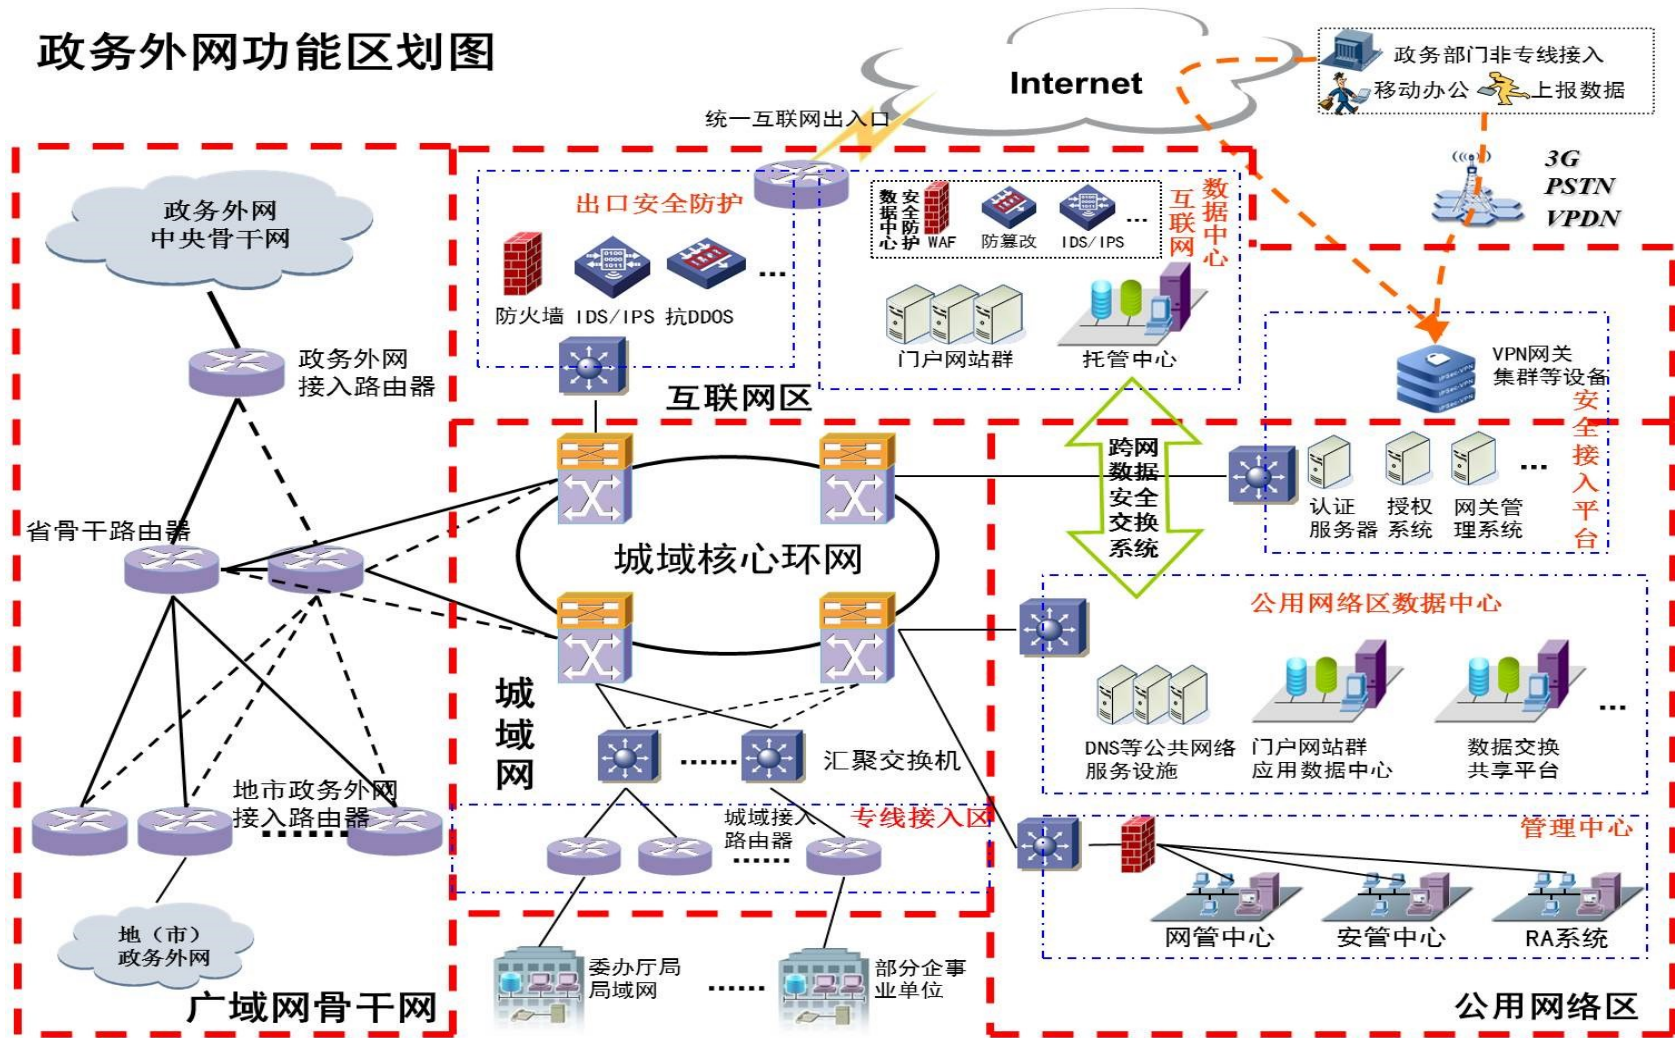 政务外网功能区划图
Internet
政务部门非专线接入
移动办公
上报数据
统一互联网出入口
3G
PSTN
VPDN
政务外网
中央骨干网
政务外网
接入路由器
省骨干路由器
地市政务外网
接入路由器
地（市）
政务外网
广域网骨干网
出口安全防护
防火墙
IDS/IPS
抗DDOS
...
互联网区
数据中心
安全防护
WAF
防篡改
IDS/IPS
...
互联网
数据中心
门户网站群
托管中心
跨网
数据
安全
交换
系统
VPN网关
集群等设备
IPSec-VPN
IPSec-VPN
IPSec-VPN
安全接入平台
认证
服务器
授权
系统
网关管
理系统
...
城域核心环网
城域网
汇聚交换机
......
城域接入
路由器
......
专线接入区
委办厅局
局域网
......
部分企事
业单位
公用网络区数据中心
DNS等公共网络
服务设施
门户网站群
应用数据中心
数据交换
共享平台
...
管理中心
网管中心
安管中心
RA系统
公用网络区